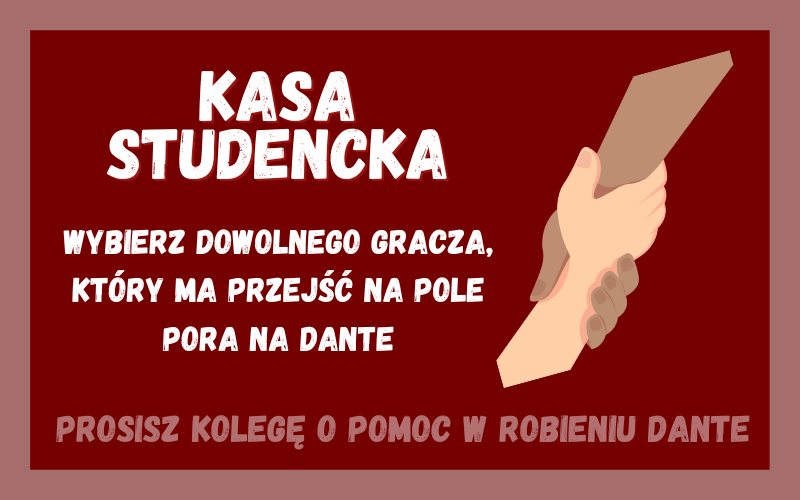 KASA
STUDENCKA
WYBIERZ DOWOLNEGO GRACZA,
KTÓRY MA PRZEJŚĆ NA POLE
PORA NA DANTE
PROSISZ KOLEGĘ O POMOC W ROBIENIU DANTE